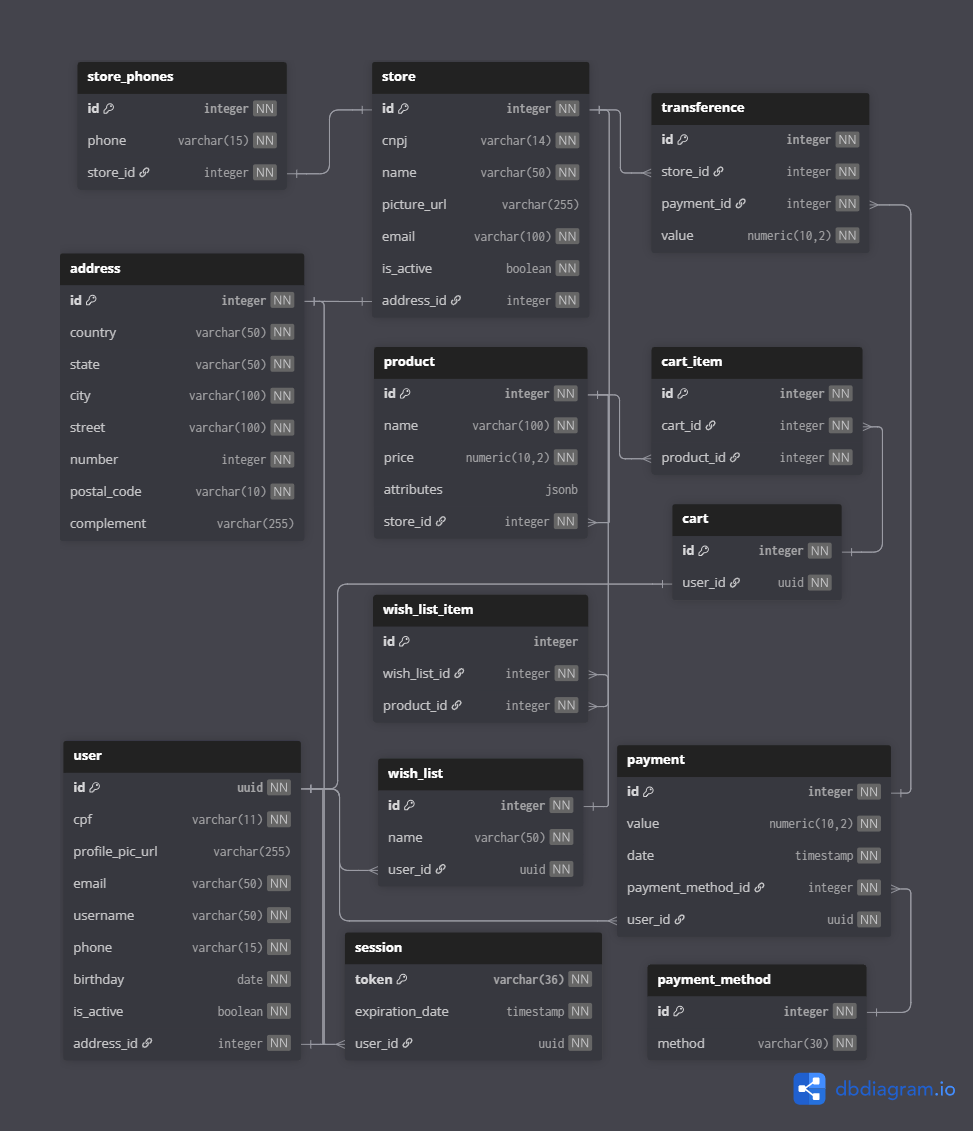 store_phones
id integer NN
phone varchar(15) NN
store_id integer NN
store
id integer NN
cnpj varchar(14) NN
name varchar(50) NN
picture_url varchar(255)
email varchar(100) NN
is_active boolean NN
address_id integer NN
transference
id integer NN
store_id integer NN
payment_id integer NN
value numeric(10,2) NN
address
id integer NN
country varchar(50) NN
state varchar(50) NN
city varchar(100) NN
street varchar(100) NN
number integer NN
postal_code varchar(10) NN
complement varchar(255)
product
id integer NN
name varchar(100) NN
price numeric(10,2) NN
attributes jsonb
store_id integer NN
cart_item
id integer NN
cart_id integer NN
product_id integer NN
cart
id integer NN
user_id uuid NN
wish_list_item
id integer
wish_list_id integer NN
product_id integer NN
user
id uuid NN
cpf varchar(11) NN
profile_pic_url varchar(255)
email varchar(50) NN
username varchar(50) NN
phone varchar(15) NN
birthday date NN
is_active boolean NN
address_id integer NN
wish_list
id integer NN
name varchar(50) NN
user_id uuid NN
payment
id integer NN
value numeric(10,2) NN
date timestamp NN
payment_method_id integer NN
user_id uuid NN
session
token varchar(36) NN
expiration_date timestamp NN
user_id uuid NN
payment_method
id integer NN
method varchar(30) NN
dbdiagram.io